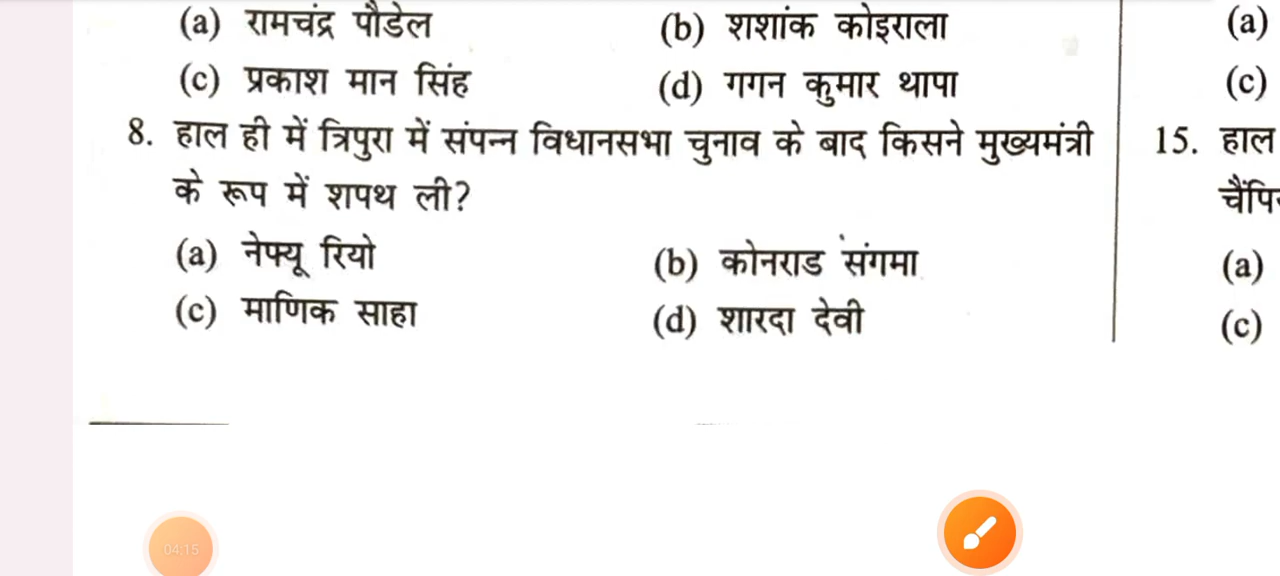 (a) रामचंद्र पौडेल (b) शशांक कोइराला
(c) प्रकाश मान सिंह (d) गगन कुमार थापा
8. हाल ही में त्रिपुरा में संपन्न विधानसभा चुनाव के बाद किसने मुख्यमंत्री
के रूप में शपथ ली?
(a) नेफ्यू रियो (b) कोनराड संगमा
(c) माणिक साहा (d) शारदा देवी
(a)
(c)
15. हाल
(a)
(c)
04:15